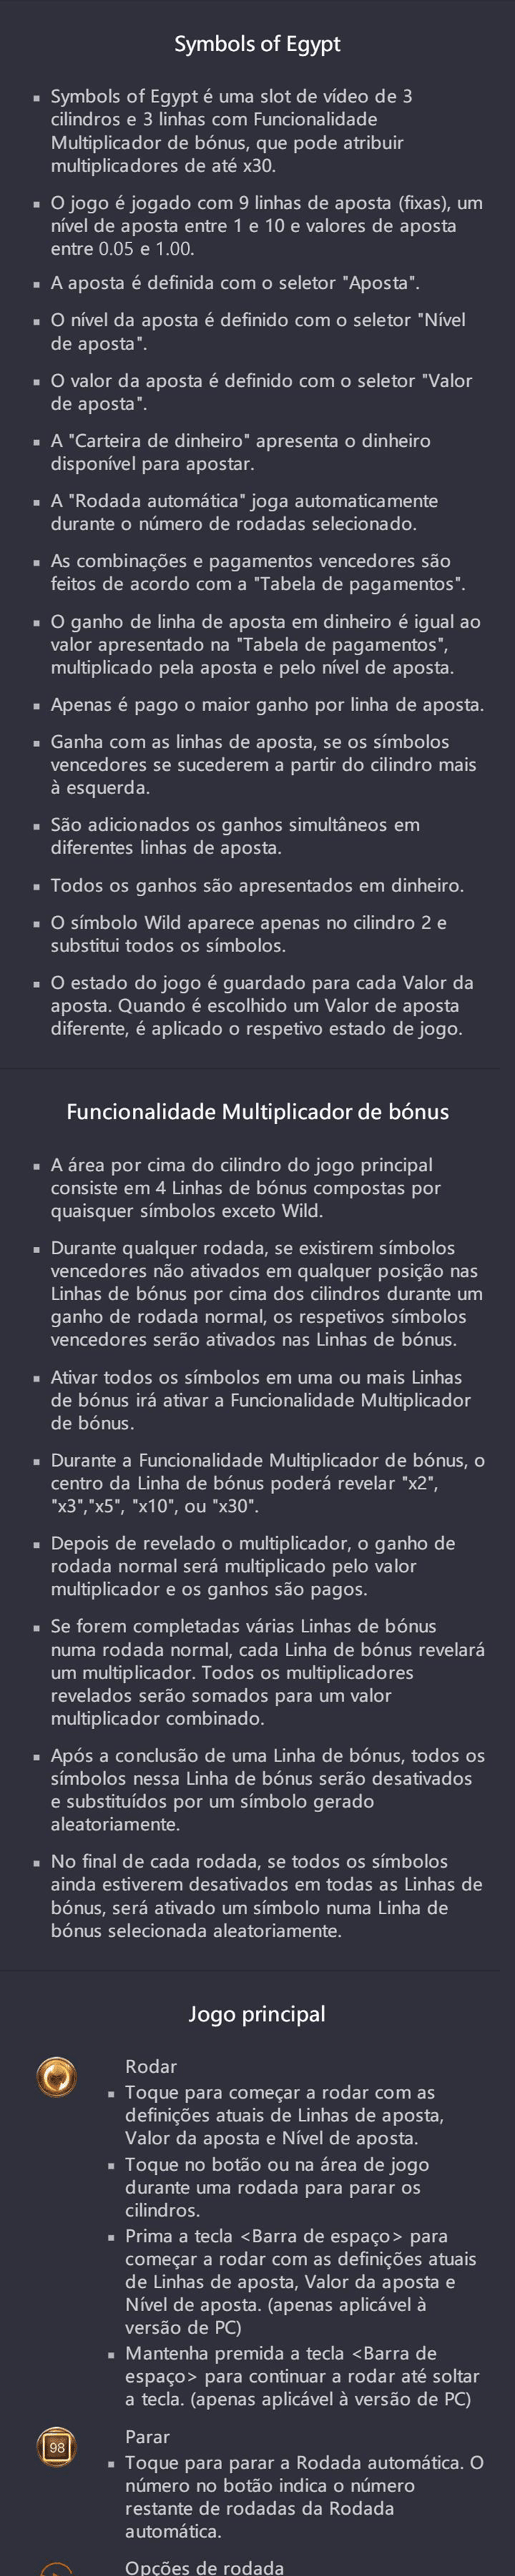 Symbols of Egypt
▪ Symbols of Egypt é uma slot de vídeo de 3
cilindros e 3 linhas com Funcionalidade
Multiplicador de bónus, que pode atribuir
multiplicadores de até x30.
▪ O jogo é jogado com 9 linhas de aposta (fixas), um
nível de aposta entre 1 e 10 e valores de aposta
entre 0.05 e 1.00.
▪ A aposta é definida com o seletor "Aposta".
▪ O nível da aposta é definido com o seletor "Nível
de aposta".
▪ O valor da aposta é definido com o seletor "Valor
de aposta".
▪ A "Carteira de dinheiro" apresenta o dinheiro
disponível para apostar.
▪ A "Rodada automática" joga automaticamente
durante o número de rodadas selecionado.
▪ As combinações e pagamentos vencedores são
feitos de acordo com a "Tabela de pagamentos".
▪ O ganho de linha de aposta em dinheiro é igual ao
valor apresentado na "Tabela de pagamentos",
multiplicado pela aposta e pelo nível de aposta.
▪ Apenas é pago o maior ganho por linha de aposta.
▪ Ganha com as linhas de aposta, se os símbolos
vencedores se sucederem a partir do cilindro mais
à esquerda.
▪ São adicionados os ganhos simultâneos em
diferentes linhas de aposta.
▪ Todos os ganhos são apresentados em dinheiro.
▪ O símbolo Wild aparece apenas no cilindro 2 e
substitui todos os símbolos.
▪ O estado do jogo é guardado para cada Valor da
aposta. Quando é escolhido um Valor de aposta
diferente, é aplicado o respetivo estado de jogo.
Funcionalidade Multiplicador de bónus
▪ A área por cima do cilindro do jogo principal
consiste em 4 Linhas de bónus compostas por
quaisquer símbolos exceto Wild.
▪ Durante qualquer rodada, se existirem símbolos
vencedores não ativados em qualquer posição nas
Linhas de bónus por cima dos cilindros durante um
ganho de rodada normal, os respetivos símbolos
vencedores serão ativados nas Linhas de bónus.
▪ Ativar todos os símbolos em uma ou mais Linhas
de bónus irá ativar a Funcionalidade Multiplicador
de bónus.
▪ Durante a Funcionalidade Multiplicador de bónus, o
centro da Linha de bónus poderá revelar "x2",
"x3","x5", "x10", ou "x30".
▪ Depois de revelado o multiplicador, o ganho de
rodada normal será multiplicado pelo valor
multiplicador e os ganhos são pagos.
▪ Se forem completadas várias Linhas de bónus
numa rodada normal, cada Linha de bónus revelará
um multiplicador. Todos os multiplicadores
revelados serão somados para um valor
multiplicador combinado.
▪ Após a conclusão de uma Linha de bónus, todos os
símbolos nessa Linha de bónus serão desativados
e substituídos por um símbolo gerado
aleatoriamente.
▪ No final de cada rodada, se todos os símbolos
ainda estiverem desativados em todas as Linhas de
bónus, será ativado um símbolo numa Linha de
bónus selecionada aleatoriamente.
Jogo principal
Rodar
▪ Toque para começar a rodar com as
definições atuais de Linhas de aposta,
Valor da aposta e Nível de aposta.
▪ Toque no botão ou na área de jogo
durante uma rodada para parar os
cilindros.
▪ Prima a tecla <Barra de espaço> para
começar a rodar com as definições atuais
de Linhas de aposta, Valor da aposta e
Nível de aposta. (apenas aplicável à
versão de PC)
▪ Mantenha premida a tecla <Barra de
espaço> para continuar a rodar até soltar
a tecla. (apenas aplicável à versão de PC)
98
Parar
▪ Toque para parar a Rodada automática. O
número no botão indica o número
restante de rodadas da Rodada
automática.
Opções de rodada